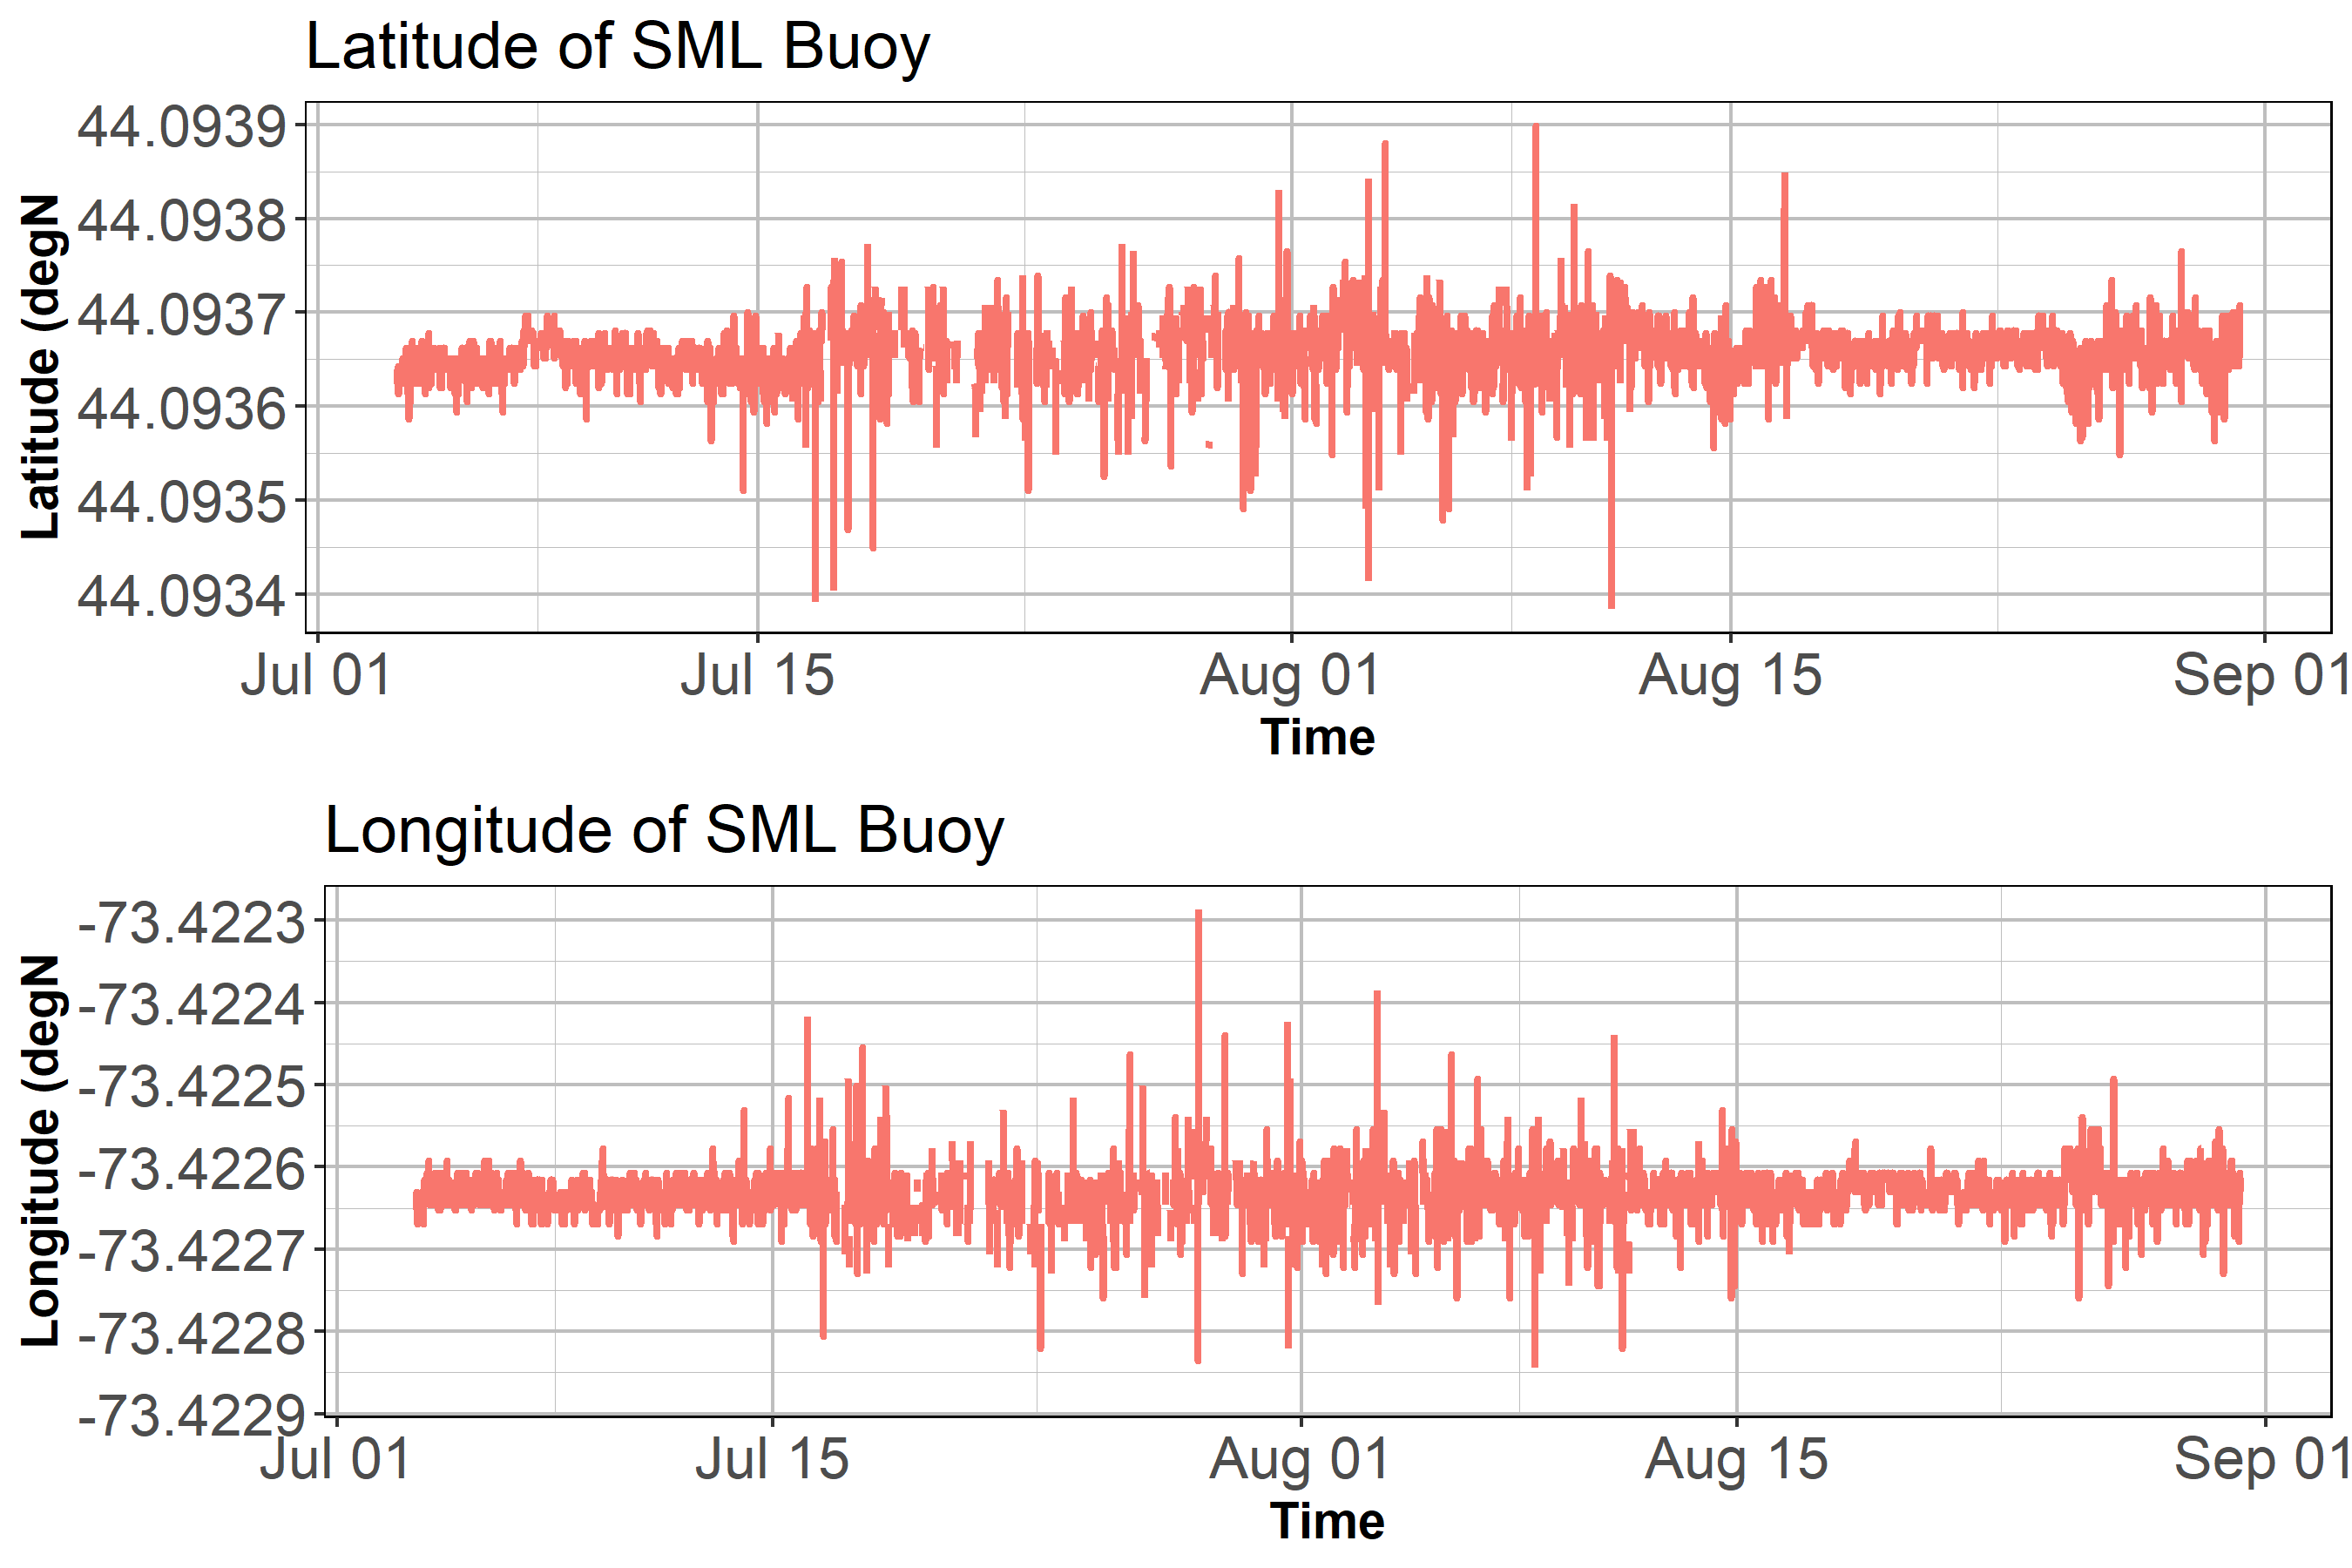 Latitude of SML Buoy
44.0939
44.0938
44.0937
44.0936
44.0935
44.0934
Latitude (degN
Jul 01 Jul 15 Aug 01 Aug 15 Sep 01
Time
Longitude of SML Buoy
-73.4223
-73.4224
-73.4225
-73.4226
-73.4227
-73.4228
-73.4229
Longitude (degN
Jul 01 Jul 15 Aug 01 Aug 15 Sep 01
Time